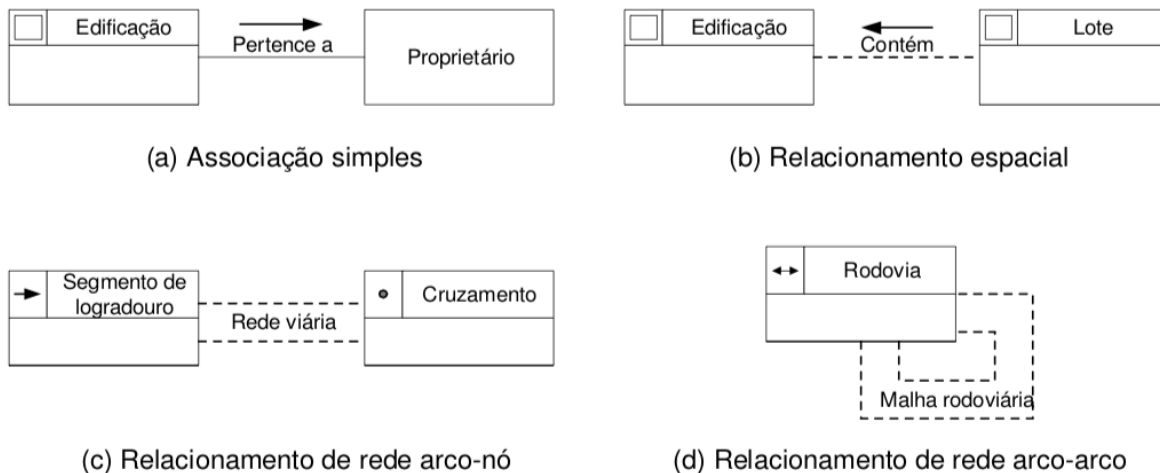 Edificação
Pertence a
Proprietário
(a) Associação simples
Edificação
Contém
Lote
(b) Relacionamento espacial
Segmento de
logradouro
Rede viária
Cruzamento
(c) Relacionamento de rede arco-nó
Rodovia
Malha rodoviária
(d) Relacionamento de rede arco-arco